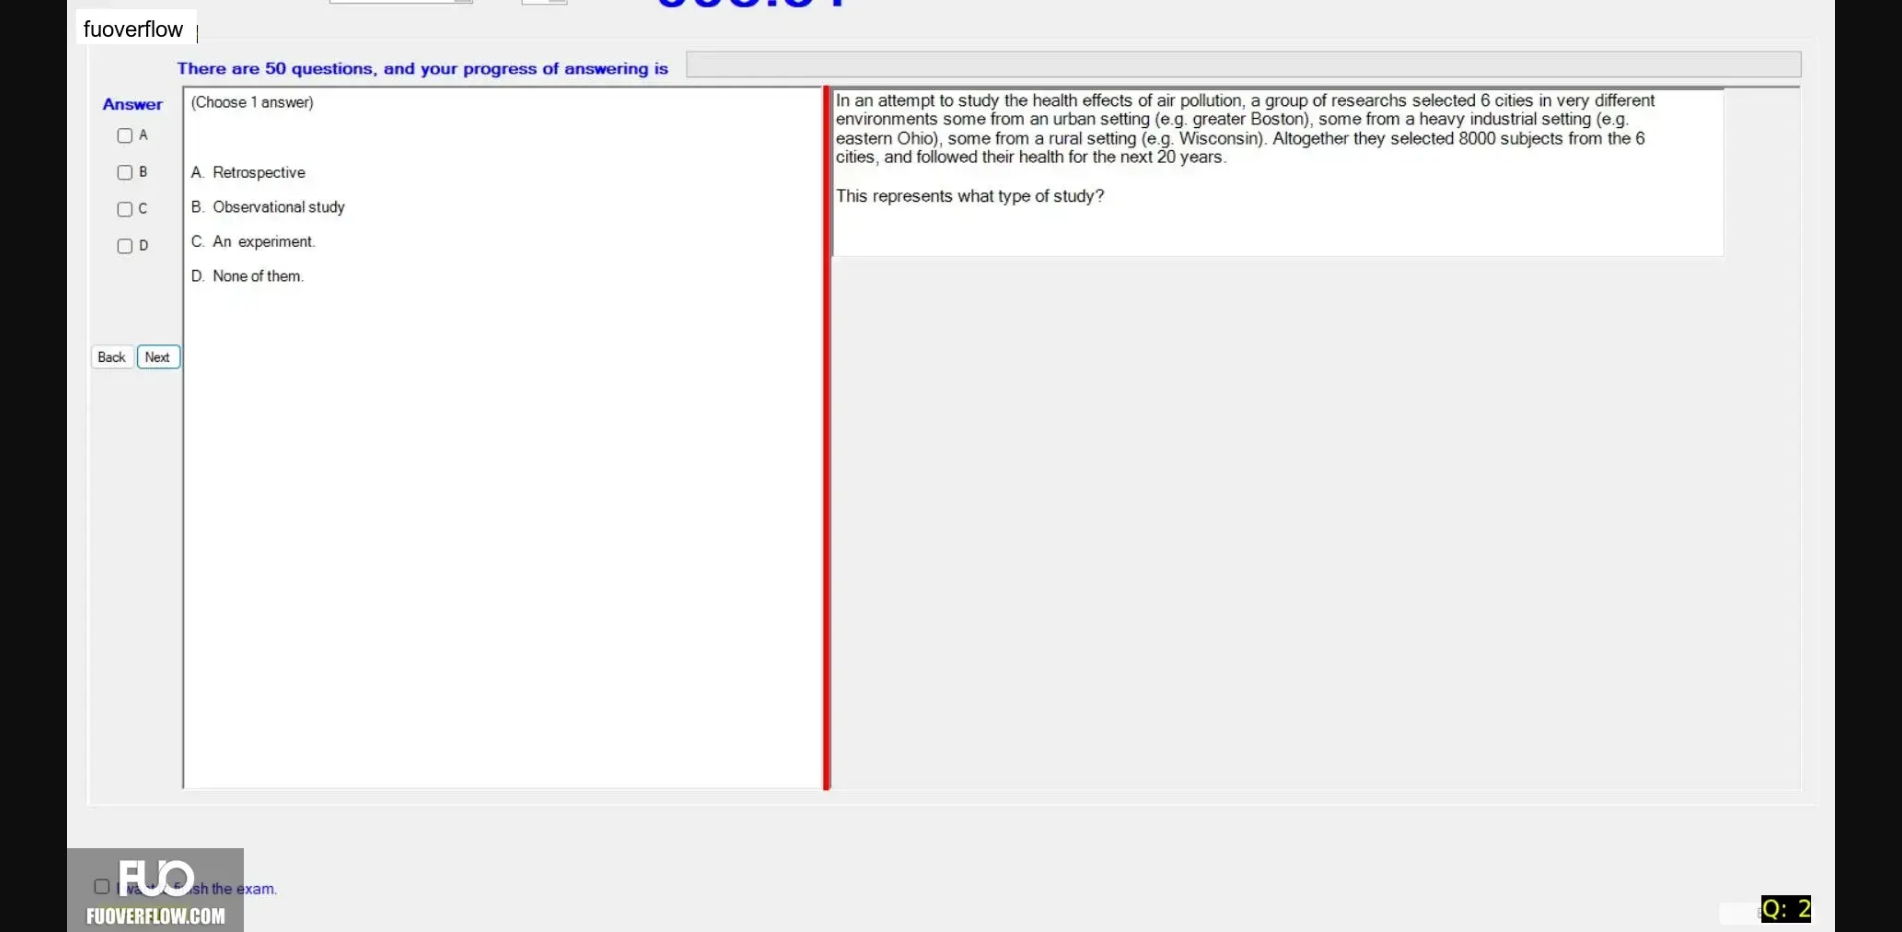 fuoverflow
There are 50 questions, and your progress of answering is
Answer
A
B
C
D
Back Next
(Choose 1 answer)
A. Retrospective
B. Observational study
C. An experiment.
D. None of them.
In an attempt to study the health effects of air pollution, a group of researchs selected 6 cities in very different
environments some from an urban setting (e.g. greater Boston), some from a heavy industrial setting (e.g.
eastern Ohio), some from a rural setting (e.g. Wisconsin). Altogether they selected 8000 subjects from the 6
cities, and followed their health for the next 20 years.
This represents what type of study?
FUO
the exam.
FUOVERFLOW.COM
Q: 2